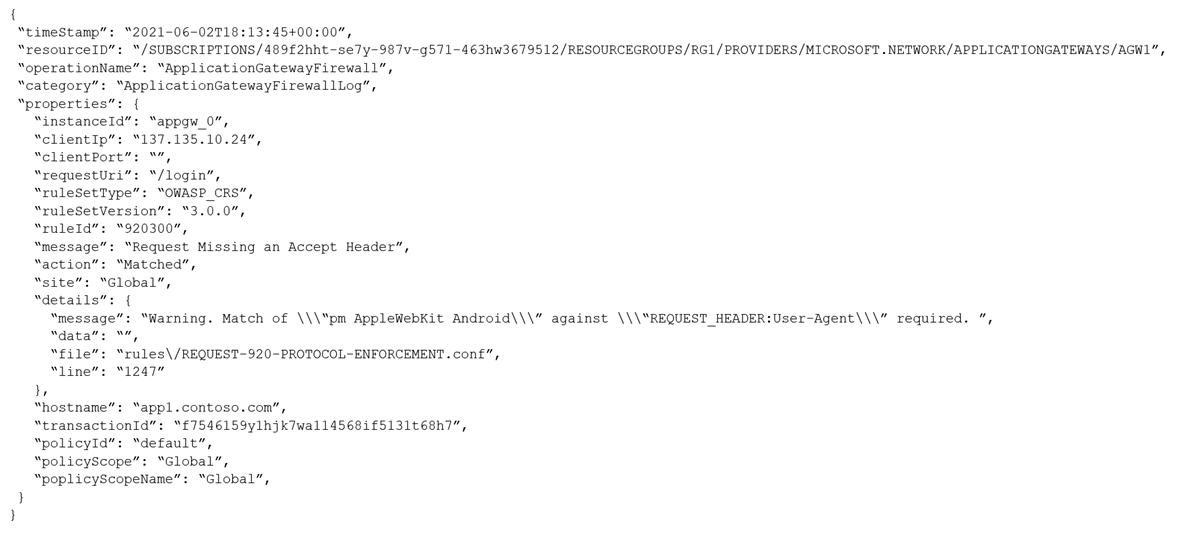 {
“timeStamp”: “2021-06-02T18:13:45+00:00”,
“resourceID”: “/SUBSCRIPTIONS/489f2hht-se7y-987v-g571-463hw3679512/RESOURCEGROUPS/RG1/PROVIDERS/MICROSOFT.NETWORK/APPLICATIONGATEWAYS/AGW1”,
“operationName”: “ApplicationGatewayFirewall”,
“category”: “ApplicationGatewayFirewallLog”,
“properties”: {
“instanceId”: “appgw_0”,
“clientIp”: “137.135.10.24”,
“clientPort”: “”,
“requestUri”: “/login”,
“ruleSetType”: “OWASP_CRS”,
“ruleSetVersion”: “3.0.0”,
“ruleId”: “920300”,
“message”: “Request Missing an Accept Header”,
“action”: “Matched”,
“site”: “Global”,
“details”: {
“message”: “Warning. Match of \\\“pm AppleWebKit Android\\\” against \\\“REQUEST_HEADER:User-Agent\\\” required. ”,
“data”: “”,
“file”: “rules\/REQUEST-920-PROTOCOL-ENFORCEMENT.conf”,
“line”: “1247”
},
“hostname”: “app1.contoso.com”,
“transactionId”: “f7546159ylhjk7wal14568if5131t68h7”,
“policyId”: “default”,
“policyScope”: “Global”,
“poplicyScopeName”: “Global”,
}
}